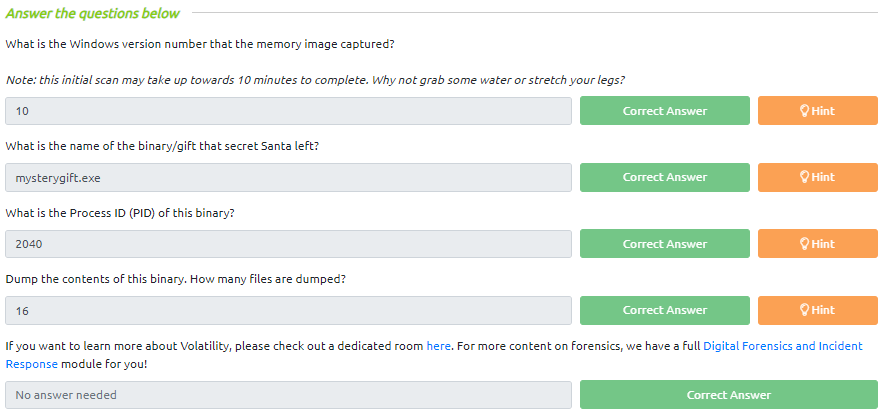 Answer the questions below
What is the Windows version number that the memory image captured?
Note: this initial scan may take up towards 10 minutes to complete. Why not grab some water or stretch your legs?
10 Correct Answer Hint
What is the name of the binary/gift that secret Santa left?
mysterygift.exe Correct Answer Hint
What is the Process ID (PID) of this binary?
2040 Correct Answer Hint
Dump the contents of this binary. How many files are dumped?
16 Correct Answer Hint
If you want to learn more about Volatility, please check out a dedicated room here. For more content on forensics, we have a full Digital Forensics and Incident
Response module for you!
No answer needed Correct Answer